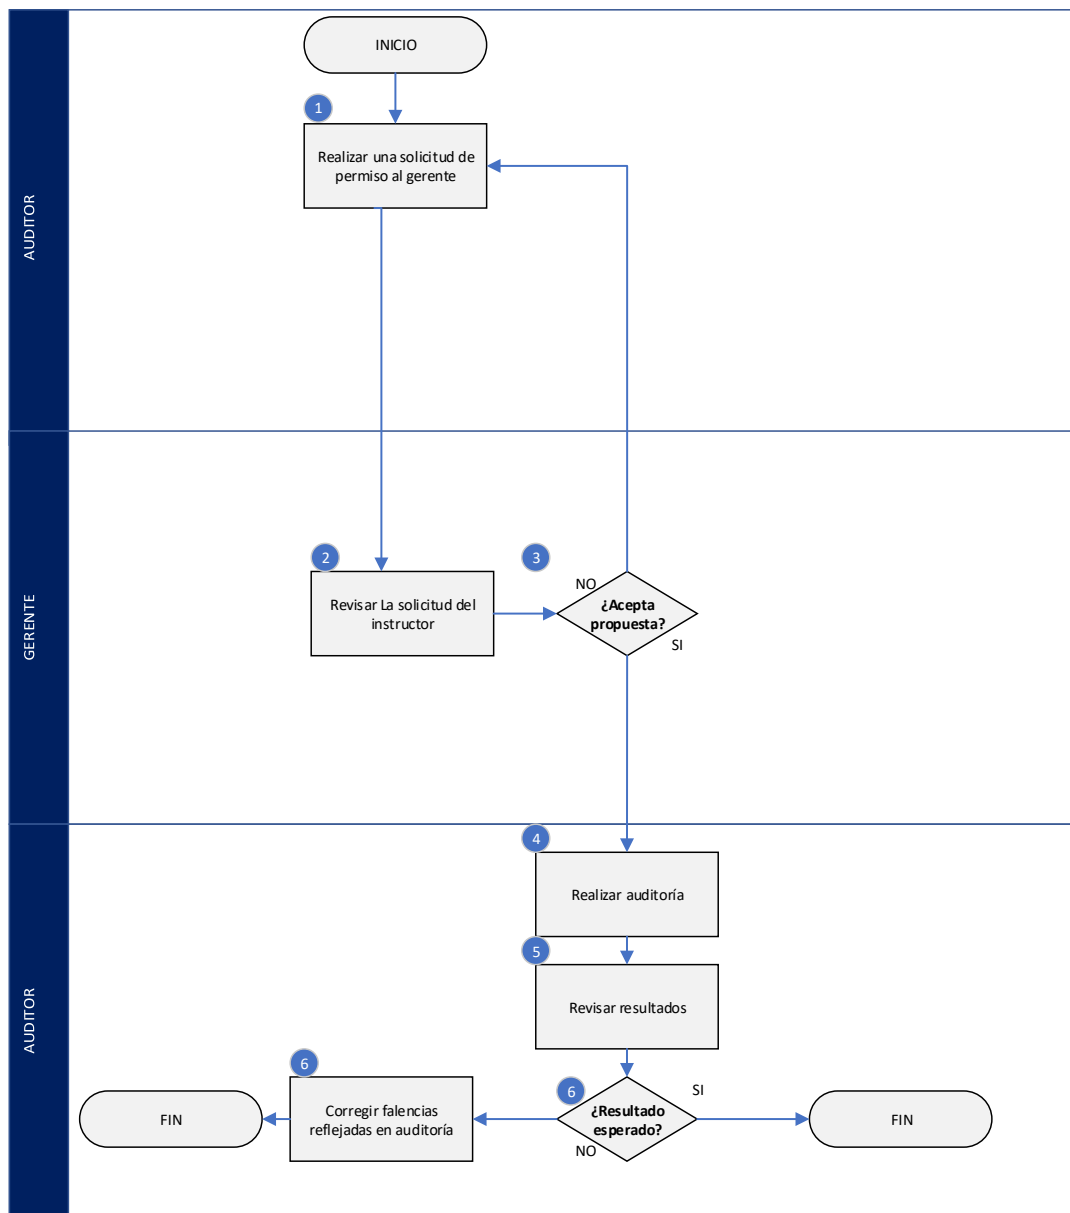 AUDITOR
INICIO
1
Realizar una solicitud de
permiso al gerente
GERENTE
2
Revisar La solicitud del
instructor
3
NO
¿Acepta
propuesta?
SI
AUDITOR
4
Realizar auditoría
5
Revisar resultados
6
¿Resultado
esperado?
SI
FIN
NO
6
Corregir falencias
reflejadas en auditoría
FIN